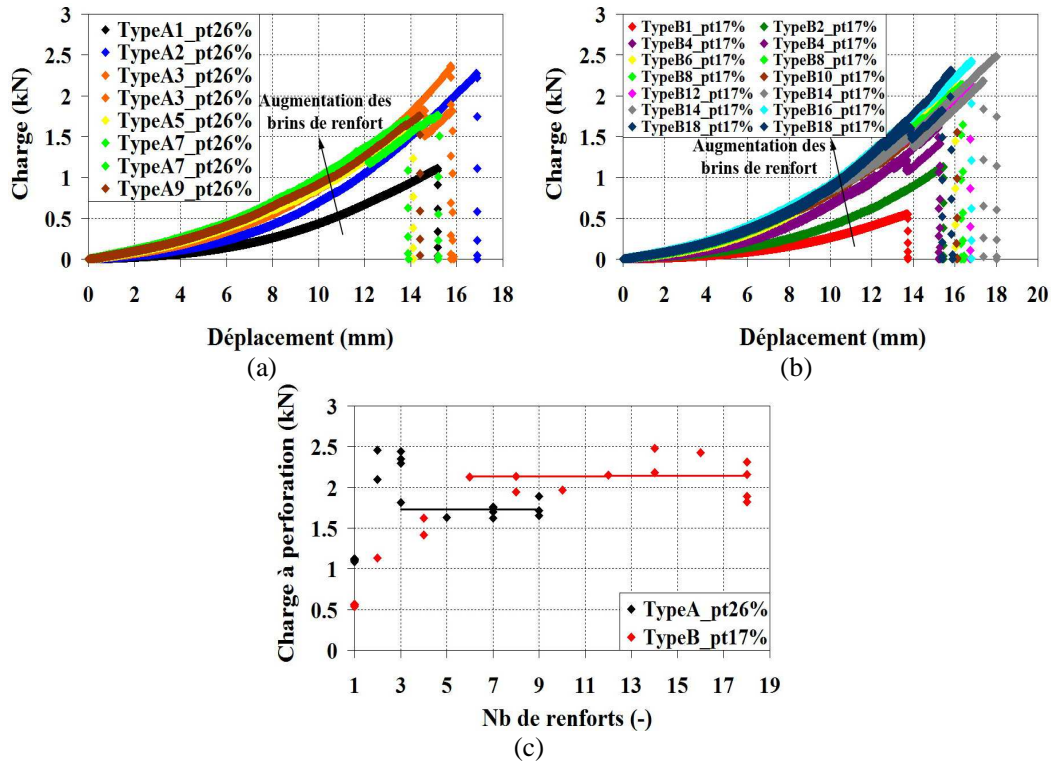 3
2.5
2
1.5
1
0.5
0
Charge (kN)
TypeA1_pt26%
TypeA2_pt26%
TypeA3_pt26%
TypeA3_pt26%
TypeA5_pt26%
TypeA7_pt26%
TypeA7_pt26%
TypeA9_pt26%
Augmentation des
brins de renfort
0 2 4 6 8 10 12 14 16 18
Déplacement (mm)
(a)
3
2.5
2
1.5
1
0.5
0
Charge (kN)
TypeB1_pt17% TypeB2_pt17%
TypeB4_pt17% TypeB4_pt17%
TypeB6_pt17% TypeB8_pt17%
TypeB8_pt17% TypeB10_pt17%
TypeB12_pt17% TypeB14_pt17%
TypeB14_pt17% TypeB16_pt17%
TypeB18_pt17% TypeB18_pt17%
Augmentation des
brins de renfort
0 2 4 6 8 10 12 14 16 18 20
Déplacement (mm)
(b)
3
2.5
2
1.5
1
0.5
0
Charge à perforation (kN)
TypeA_pt26%
TypeB_pt17%
1 3 5 7 9 11 13 15 17 19
Nb de renforts (-)
(c)